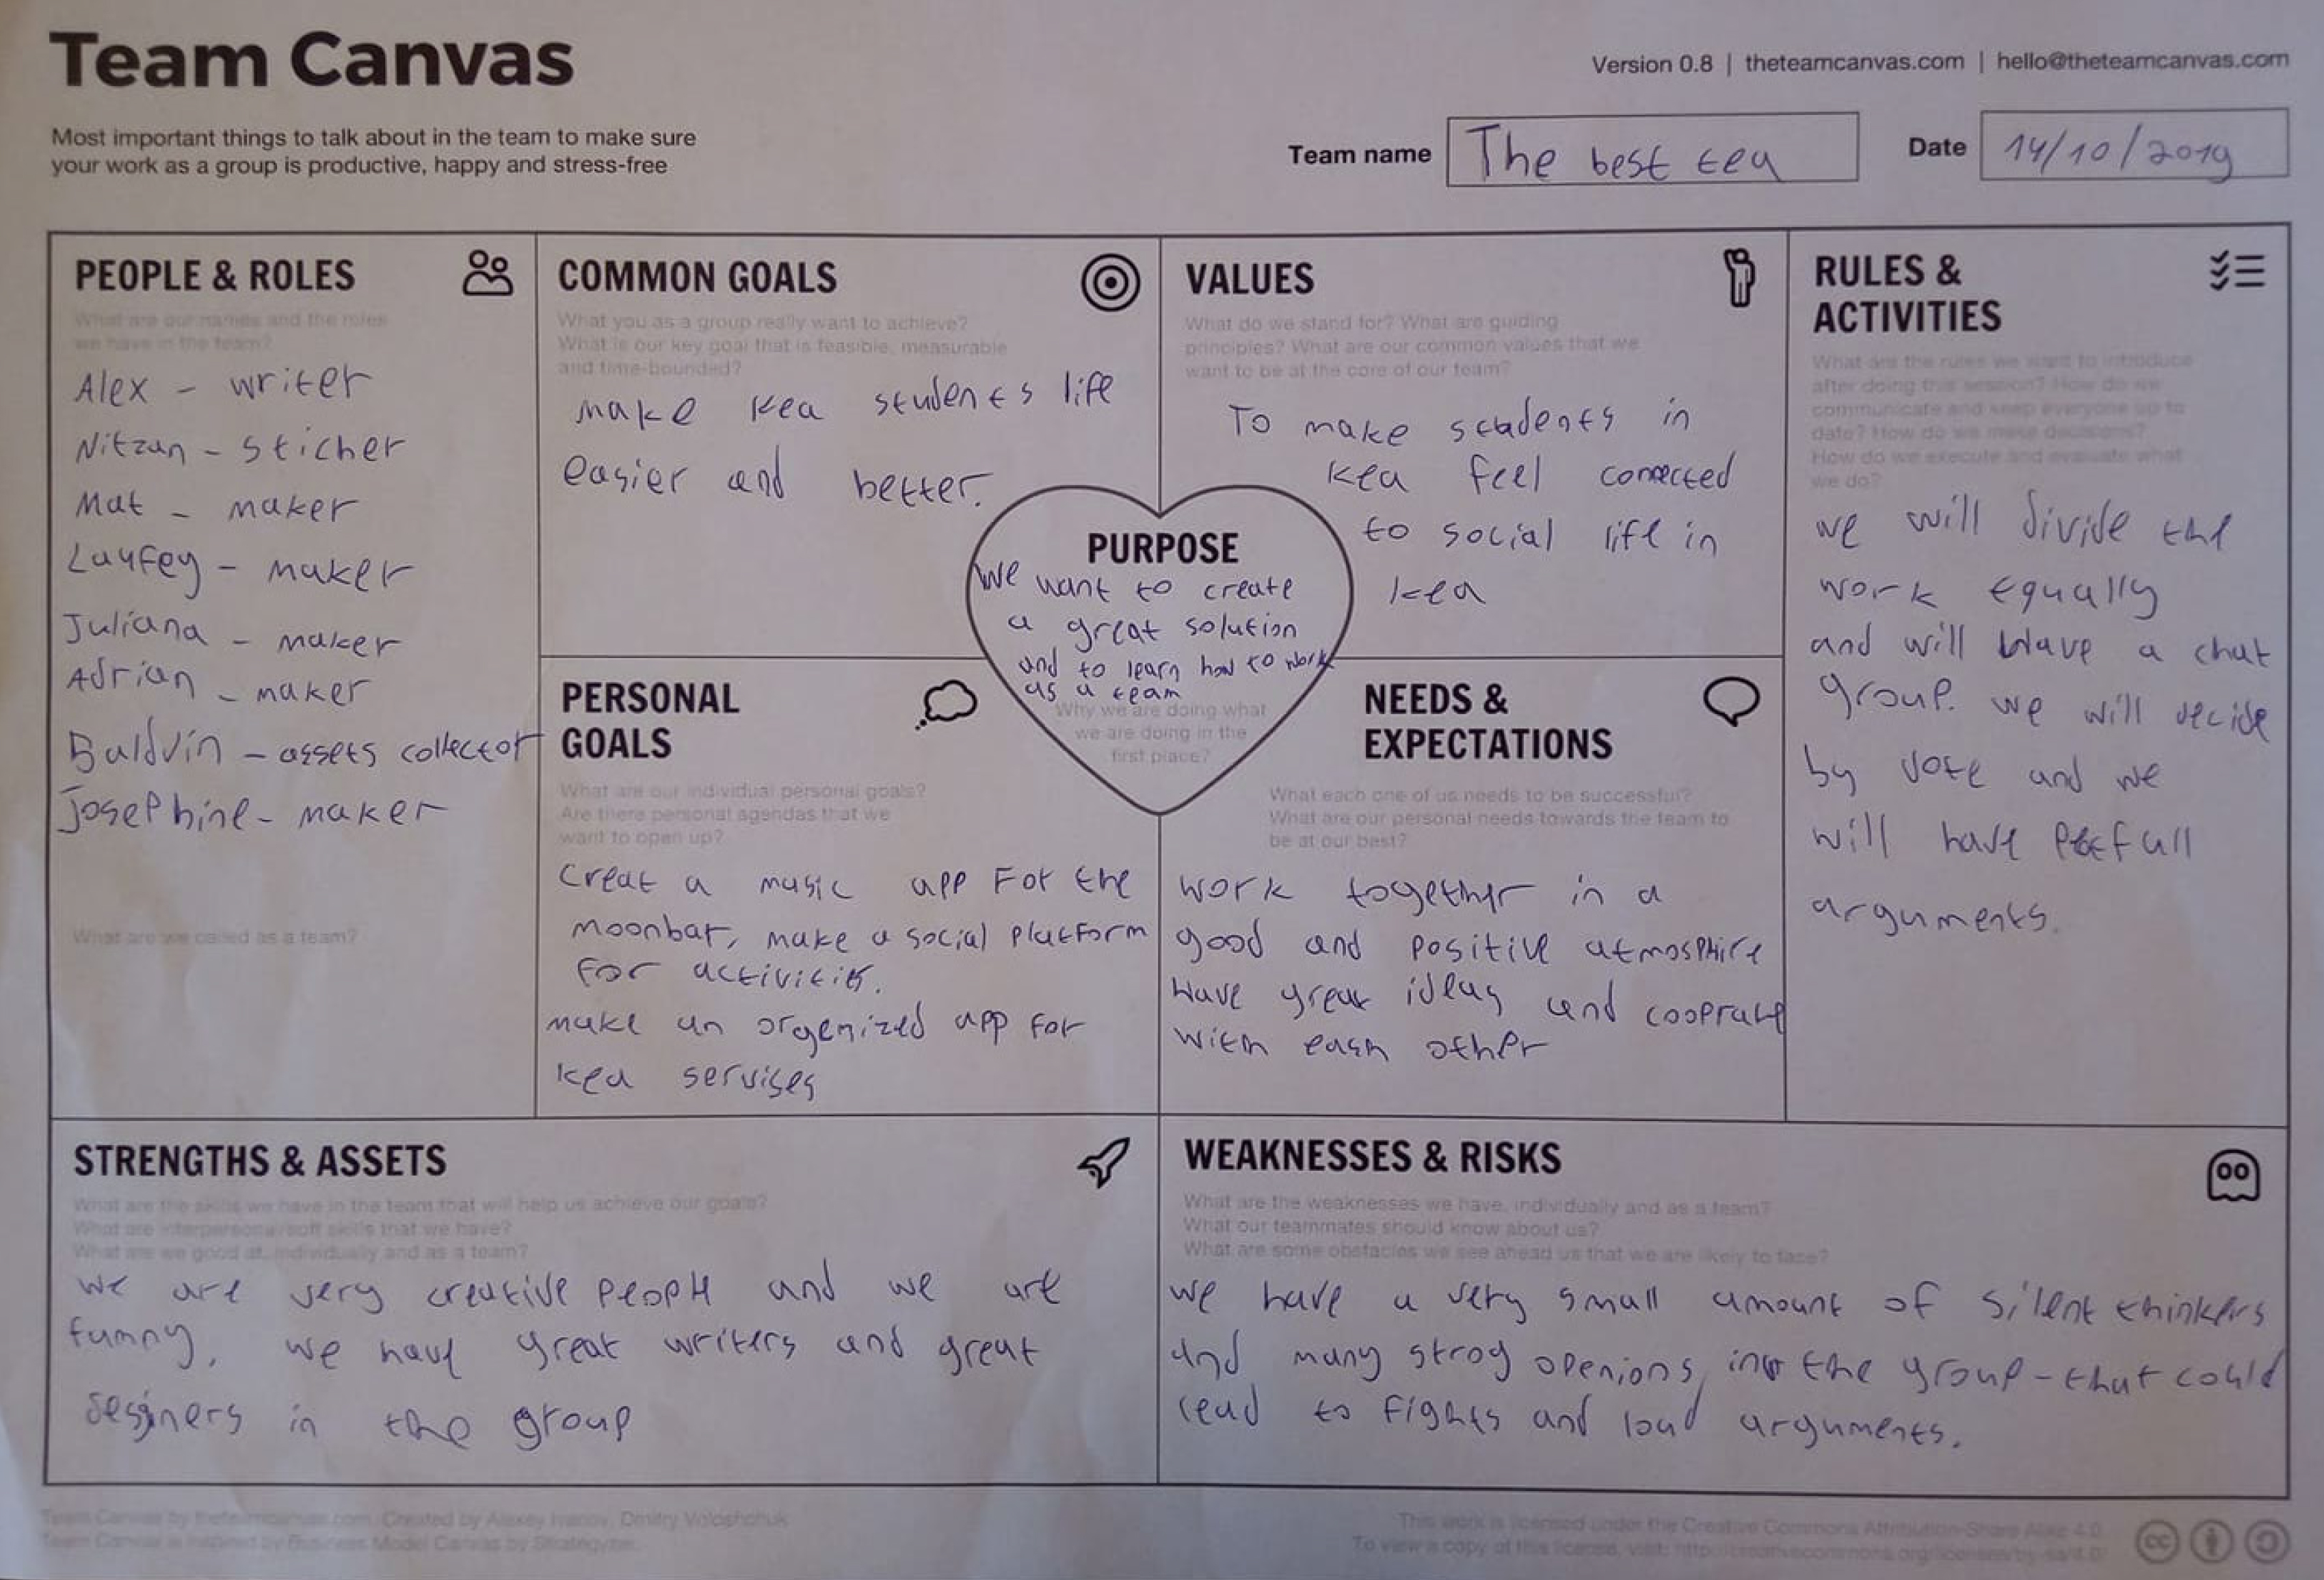 Team Canvas
Version 0.8 | theteamcanvas.com | hello@theteamcanvas.com
Most important things to talk about in the team to make sure
your work as a group is productive, happy and stress-free
Team name
The best tea
Date
14/10/2019
PEOPLE & ROLES
What are our names and the roles
we have in the team?
Alex - writer
Nitzan - sticher
Mat - maker
Laufey - maker
Juliana - maker
Adrian - maker
Baldvin - assets collector
Josephine - maker
What are we called as a team?
COMMON GOALS
What you as a group really want to achieve?
What is our key goal that is feasible, measurable
and time-bounded?
make kea students life
easier and better.
VALUES
What do we stand for? What are guiding
principles? What are our common values that we
want to be at the core of our team?
To make students in
kea feel connected
to social life in
kea
RULES &
ACTIVITIES
What are the rules we want to introduce
after doing this session? How do we
communicate and keep everyone up to
date? How do we make decisions?
How do we execute and evaluate what
we do?
we will divide the
work equally
and will have a chat
group. we will decide
by vote and we
will have
arguments.
PURPOSE
We want to create
a great solution
and to learn how to work
as a team
Why we are doing what
we are doing in the
first place?
PERSONAL
GOALS
What are our individual personal goals?
Are there personal agendas that we
want to open up?
creat a music app For the
moonbar, make a social platform
for activities.
make an orgenized app for
kea servises
NEEDS &
EXPECTATIONS
What each one of us needs to be successful?
What are our personal needs towards the team to
be at our best?
work together in a
good and positive atmosphire
have great ideas and cooprate
with each other
STRENGTHS & ASSETS
What are the skills we have in the team that will help us achieve our goals?
What are interpersonal/soft skills that we have?
What are we good at, individually and as a team?
we are very creative people and we are
funny, we have great writers and great
desginers in the group
WEAKNESSES & RISKS
What are the weaknesses we have, individually and as a team?
What our teammates should know about us?
What are some obstacles we see ahead us that we are likely to face?
we have a very small amount of silent thinkers
and many strog openions in the group - that could
lead to fights and loud arguments.
Team Canvas by theteamcanvas.com. Created by Alexey Ivanov, Dmitry Voloshchuk
Team Canvas is inspired by Business Model Canvas by Strategyzer.
This work is licensed under the Creative Commons Attribution-Share Alike 4.0.
To view a copy of this license, visit: http://creativecommons.org/licenses/by-sa/4.0/